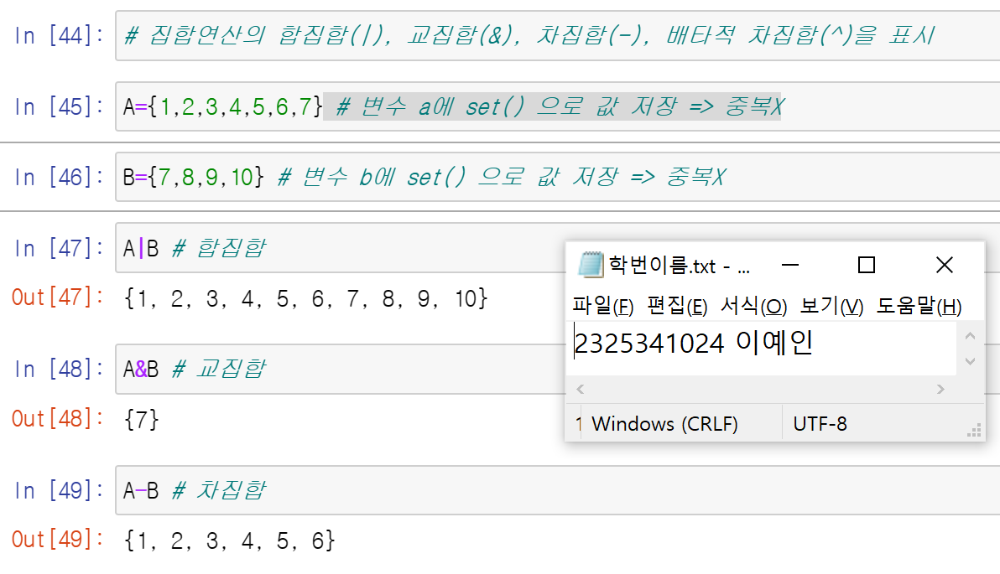 In [44]: # 집합연산의 합집합(|), 교집합(&), 차집합(-), 배타적 차집합(^)을 표시
In [45]: A={1,2,3,4,5,6,7} # 변수 a에 set() 으로 값 저장 => 중복X
In [46]: B={7,8,9,10} # 변수 b에 set() 으로 값 저장 => 중복X
In [47]: A|B # 합집합
Out[47]: {1, 2, 3, 4, 5, 6, 7, 8, 9, 10}
In [48]: A&B # 교집합
Out[48]: {7}
In [49]: A-B # 차집합
Out[49]: {1, 2, 3, 4, 5, 6}
학번이름.txt - ...
파일(F) 편집(E) 서식(O) 보기(V) 도움말(H)
2325341024 이예인
1 Windows (CRLF) UTF-8